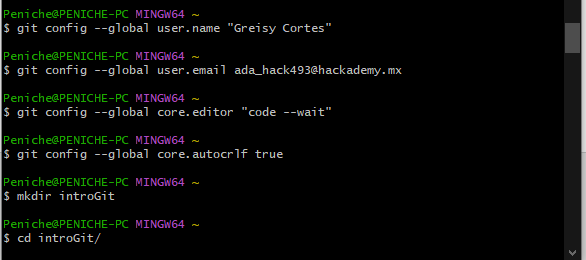 Peniche@PENICHE-PC MINGW64 ~
$ git config --global user.name "Greisy Cortes"
Peniche@PENICHE-PC MINGW64 ~
$ git config --global user.email ada_hack493@hackademy.mx
Peniche@PENICHE-PC MINGW64 ~
$ git config --global core.editor "code --wait"
Peniche@PENICHE-PC MINGW64 ~
$ git config --global core.autocrlf true
Peniche@PENICHE-PC MINGW64 ~
$ mkdir introGit
Peniche@PENICHE-PC MINGW64 ~
$ cd introGit/